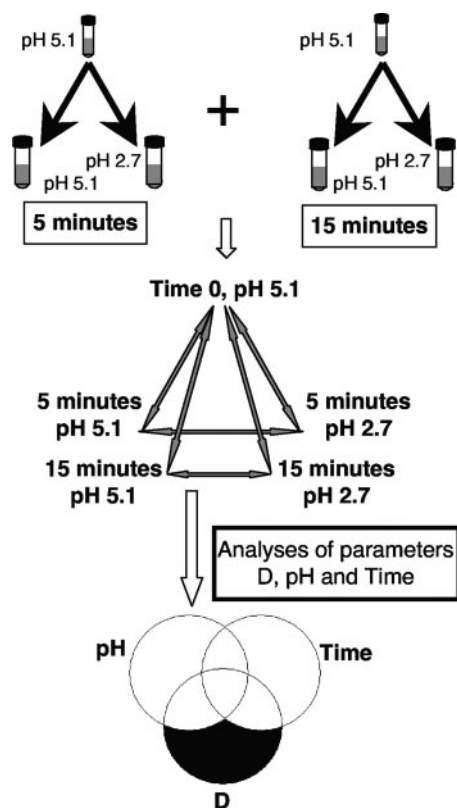 pH 5.1
pH 5.1
+
pH 2.7
pH 5.1
pH 2.7
pH 5.1
5 minutes
15 minutes
Time 0, pH 5.1
5 minutes
pH 5.1
5 minutes
pH 2.7
15 minutes
pH 5.1
15 minutes
pH 2.7
Analyses of parameters
D, pH and Time
pH
Time
D